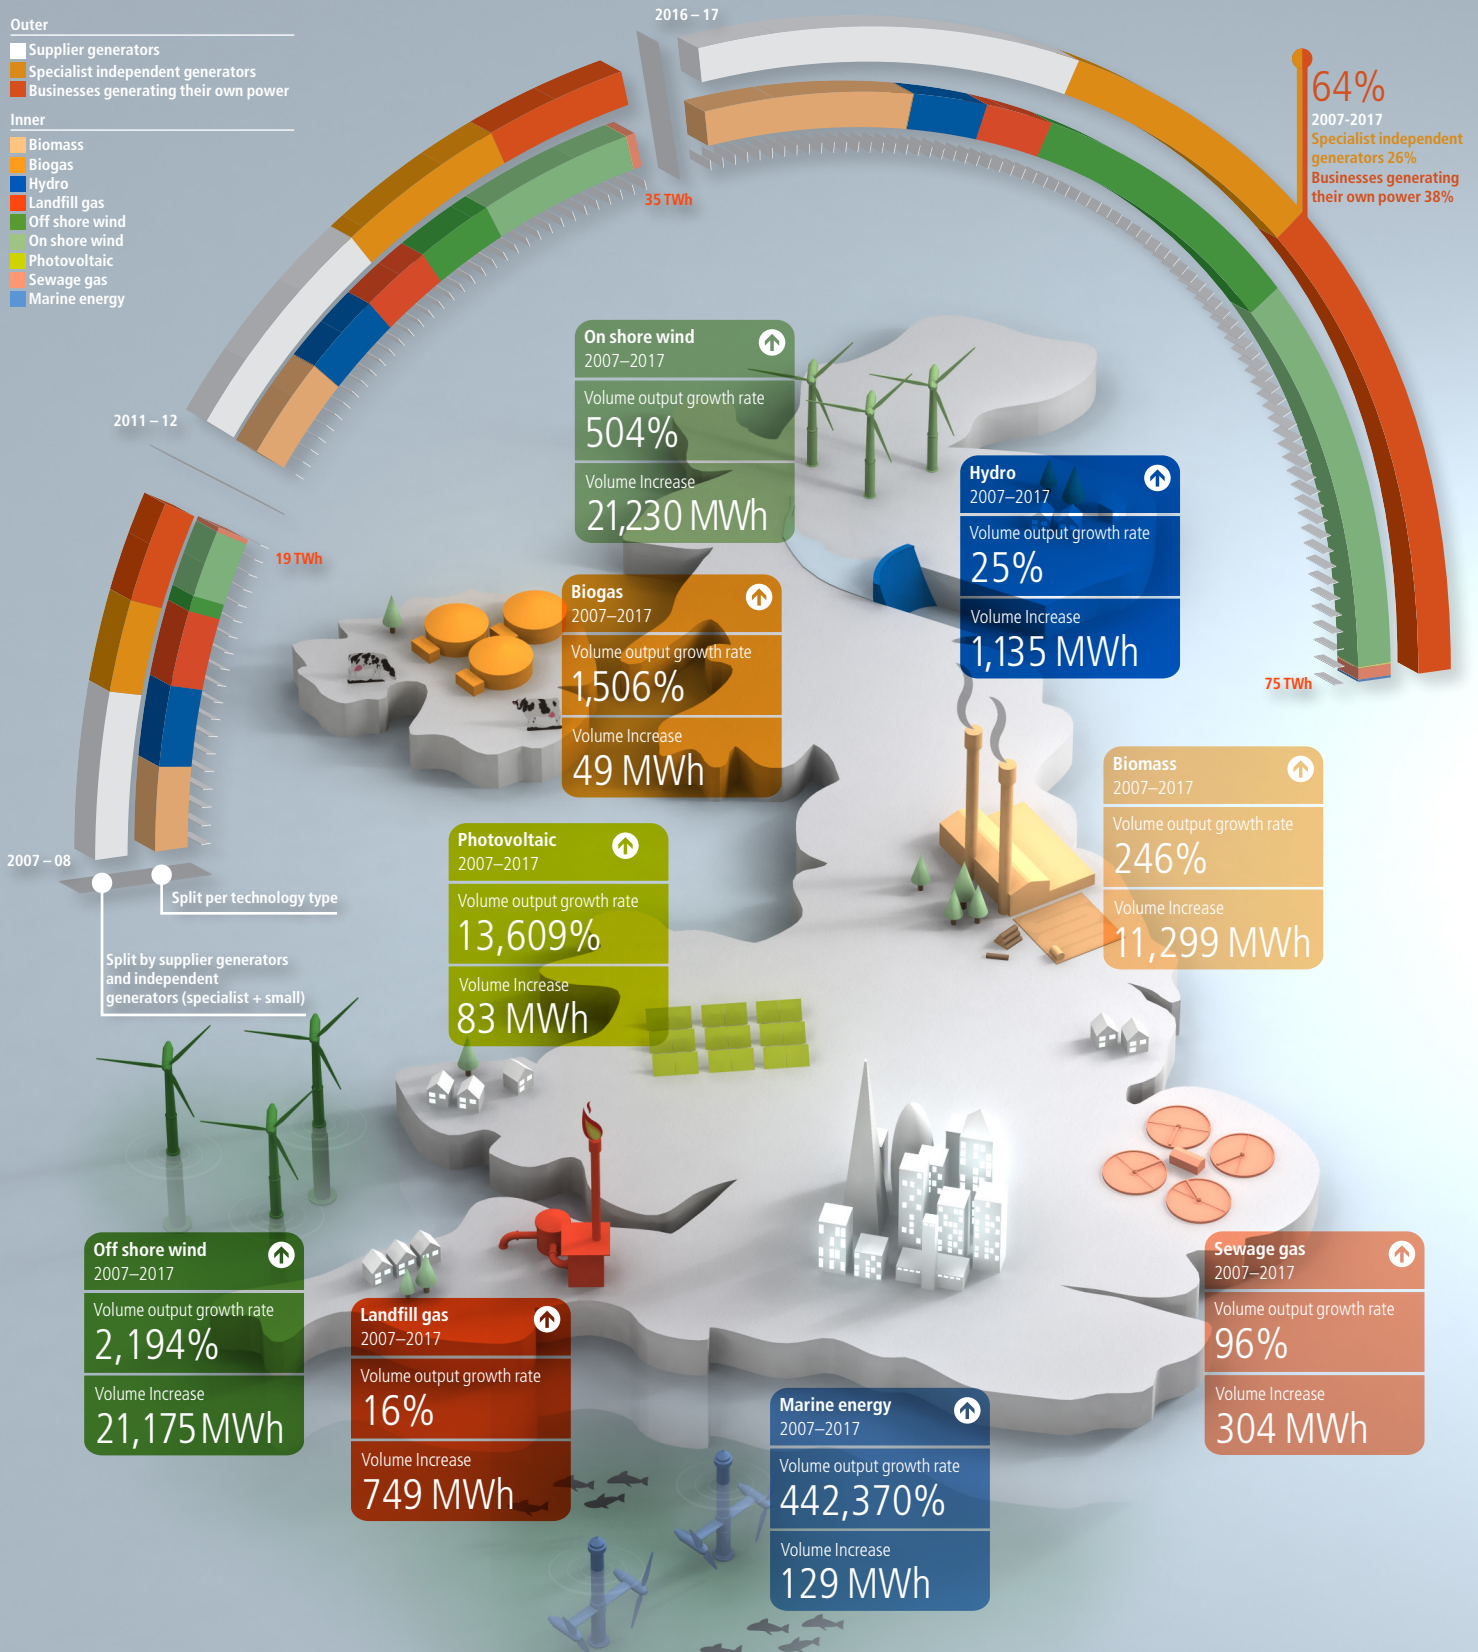 Outer
Supplier generators
Specialist independent generators
Businesses generating their own power
Inner
Biomass
Biogas
Hydro
Landfill gas
Off shore wind
On shore wind
Photovoltaic
Sewage gas
Marine energy
2016 – 17
64%
2007-2017
Specialist independent
generators 26%
Businesses generating
their own power 38%
35 TWh
2011 – 12
19 TWh
75 TWh
2007 – 08
Split per technology type
Split by supplier generators
and independent
generators (specialist + small)
On shore wind
2007–2017
Volume output growth rate
504%
Volume Increase
21,230 MWh
Hydro
2007–2017
Volume output growth rate
25%
Volume Increase
1,135 MWh
Biogas
2007–2017
Volume output growth rate
1,506%
Volume Increase
49 MWh
Biomass
2007–2017
Volume output growth rate
246%
Volume Increase
11,299 MWh
Photovoltaic
2007–2017
Volume output growth rate
13,609%
Volume Increase
83 MWh
Off shore wind
2007–2017
Volume output growth rate
2,194%
Volume Increase
21,175 MWh
Landfill gas
2007–2017
Volume output growth rate
16%
Volume Increase
749 MWh
Sewage gas
2007–2017
Volume output growth rate
96%
Volume Increase
304 MWh
Marine energy
2007–2017
Volume output growth rate
442,370%
Volume Increase
129 MWh